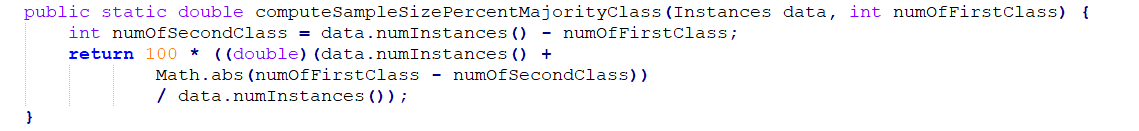 public static double computeSampleSizePercentMajorityClass(Instances data, int numOfFirstClass) {
int numOfSecondClass = data.numInstances() - numOfFirstClass;
return 100 * ((double)(data.numInstances() +
Math.abs(numOfFirstClass - numOfSecondClass))
/ data.numInstances());
}